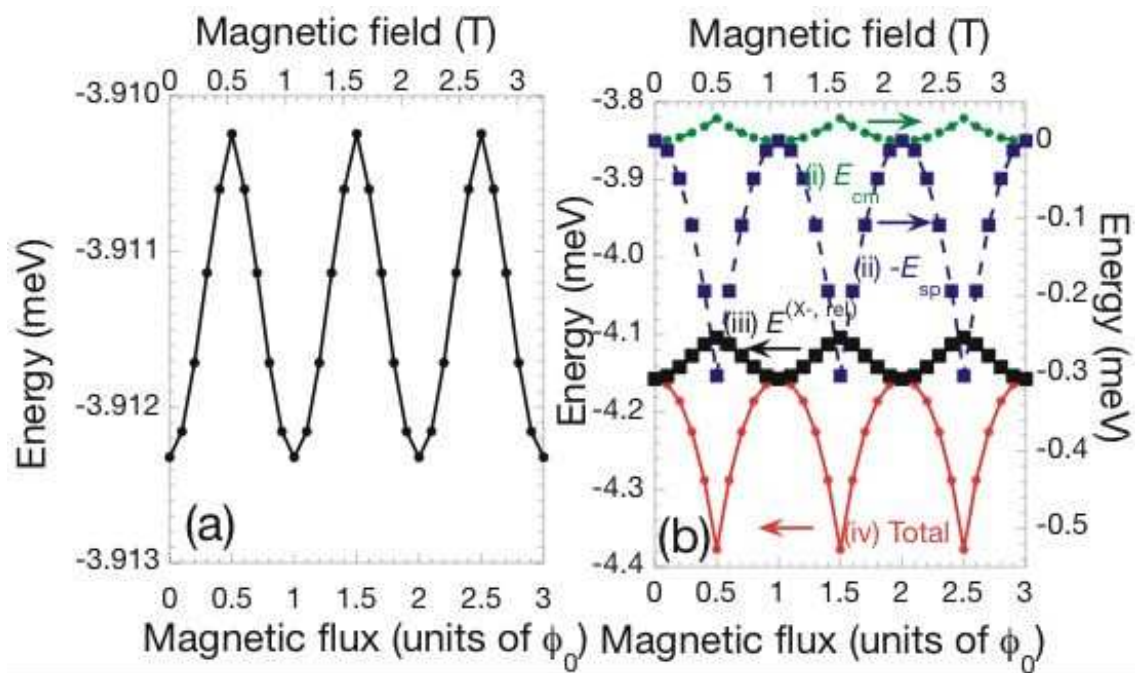 Magnetic field (T)
0 0.5 1 1.5 2 2.5 3
-3.910
-3.911
-3.912
-3.913
Energy (meV)
(a)
0 0.5 1 1.5 2 2.5 3
Magnetic flux (units of ϕ0)
Magnetic field (T)
0 0.5 1 1.5 2 2.5 3
-3.8
-3.9
-4.0
-4.1
-4.2
-4.3
-4.4
Energy (meV)
(i) Ecm
(ii) -Esp
(iii) E(X-, rel)
(iv) Total
(b)
0
-0.1
-0.2
-0.3
-0.4
-0.5
Energy (meV)
0 0.5 1 1.5 2 2.5 3
Magnetic flux (units of ϕ0)